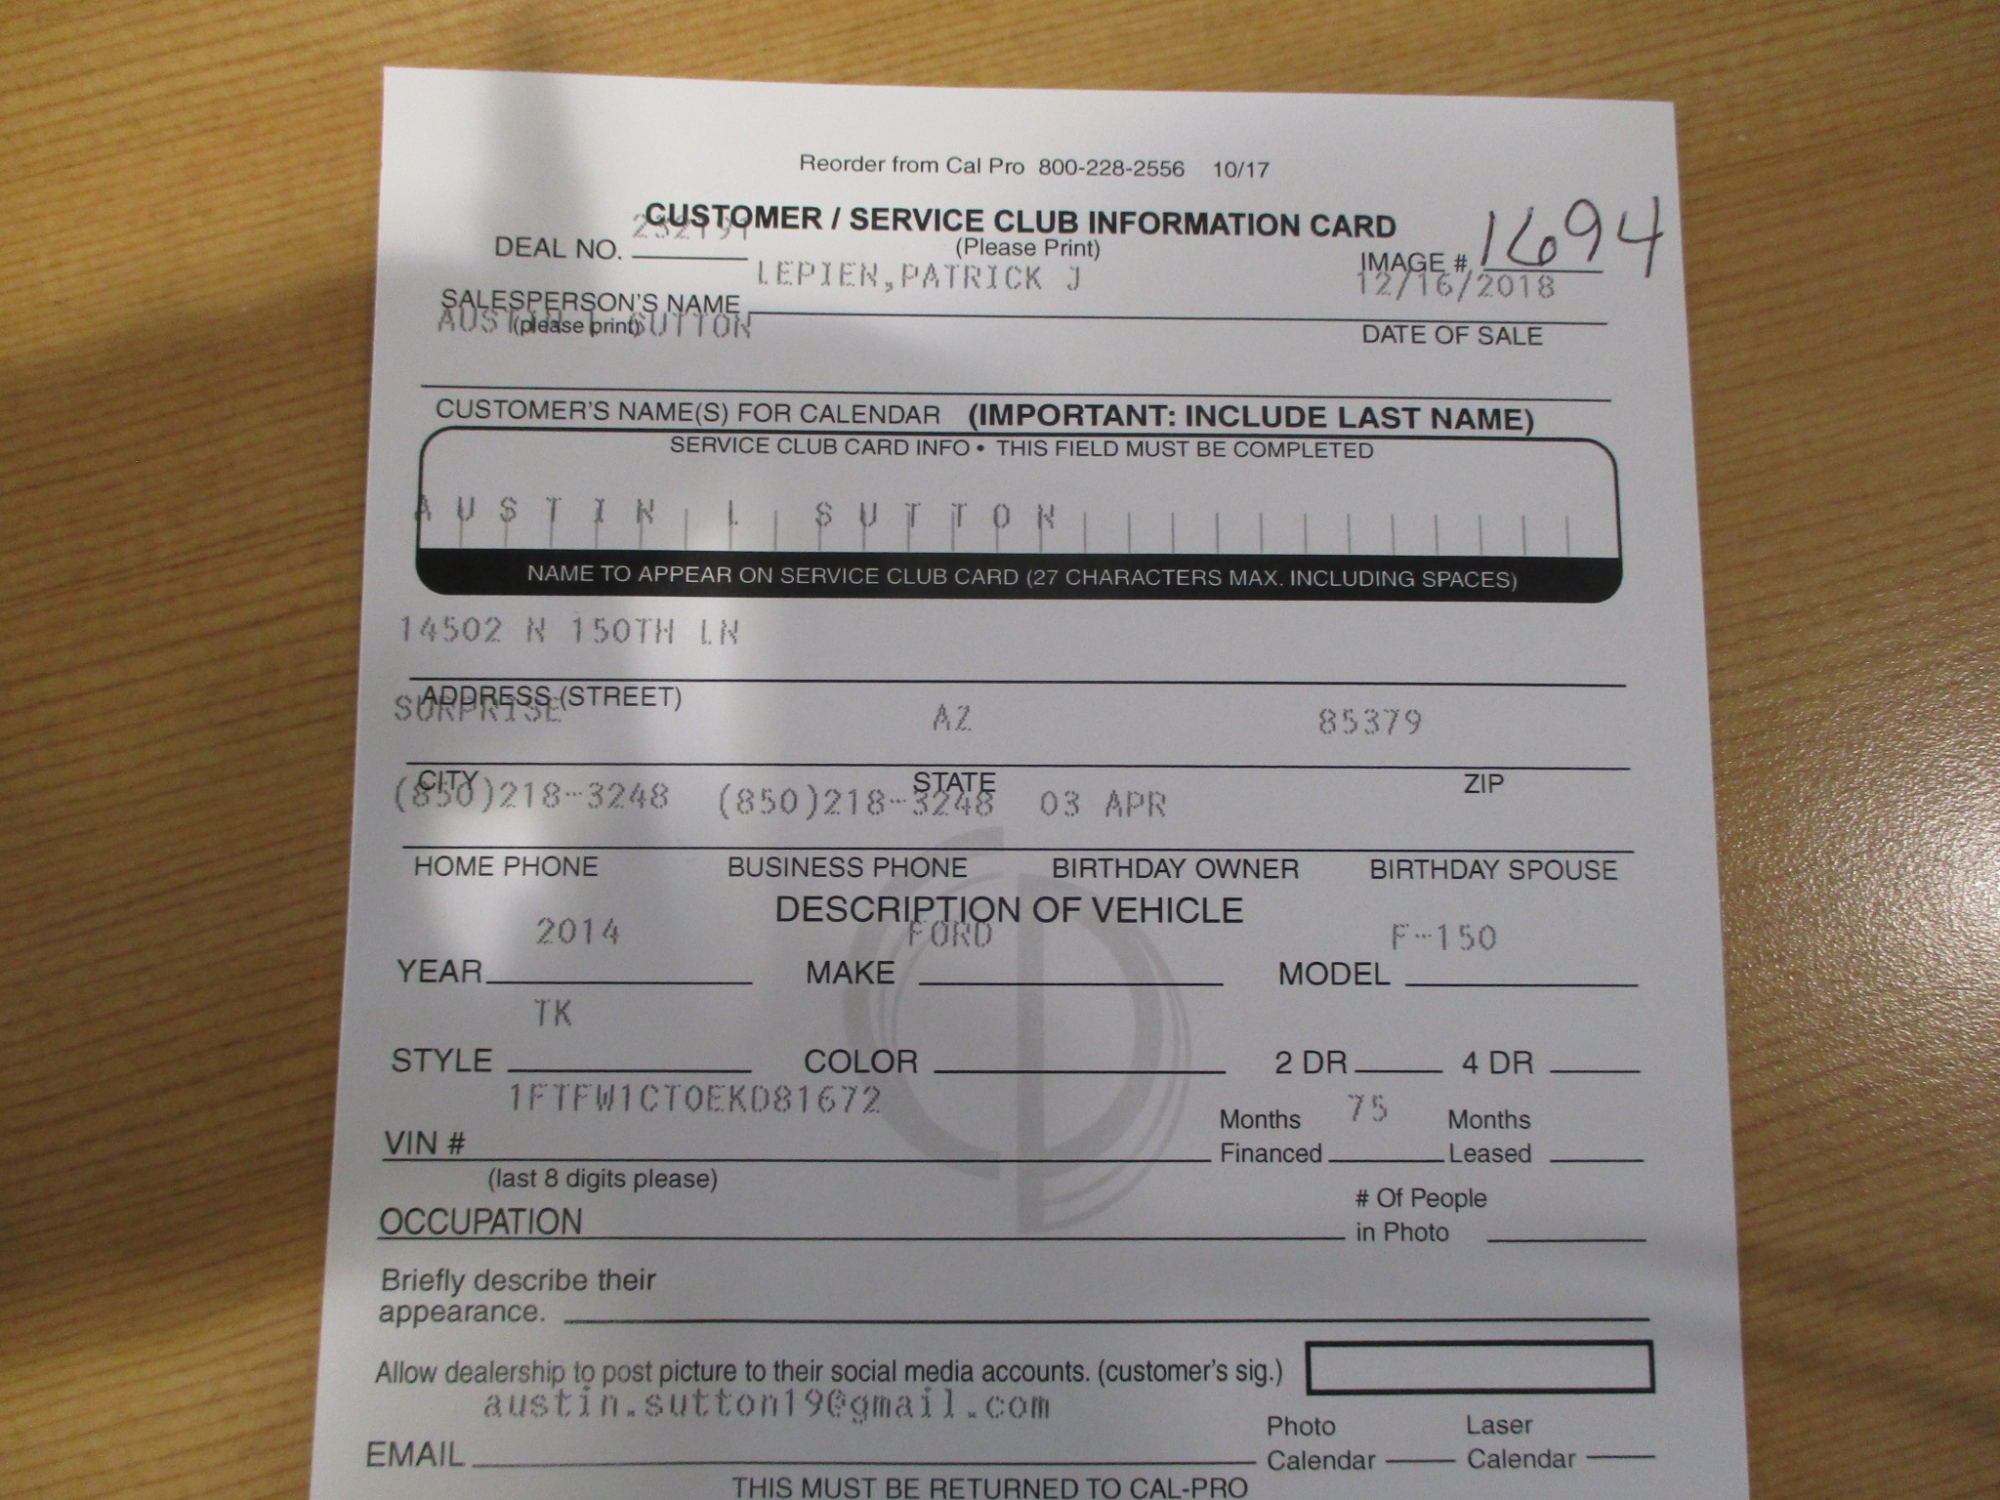 Reorder from Cal Pro 800-228-2556 10/17
CUSTOMER / SERVICE CLUB INFORMATION CARD
DEAL NO. (Please Print) IMAGE # 1694
LEPIEN,PATRICK J 12/16/2018
SALESPERSON'S NAME
(please print) DATE OF SALE
AUSTIN L SUTTON
CUSTOMER'S NAME(S) FOR CALENDAR (IMPORTANT: INCLUDE LAST NAME)
SERVICE CLUB CARD INFO • THIS FIELD MUST BE COMPLETED
AUSTIN L SUTTON
NAME TO APPEAR ON SERVICE CLUB CARD (27 CHARACTERS MAX. INCLUDING SPACES)
14502 N 150TH LN
ADDRESS (STREET)
SURPRISE AZ 85379
CITY STATE ZIP
(850)218-3248 (850)218-3248 03 APR
HOME PHONE BUSINESS PHONE BIRTHDAY OWNER BIRTHDAY SPOUSE
DESCRIPTION OF VEHICLE
2014 FORD F-150
YEAR MAKE MODEL
TK
STYLE COLOR 2 DR 4 DR
1FTFW1CT0EKD81672
Months 75 Months
VIN # Financed Leased
(last 8 digits please)
# Of People
OCCUPATION in Photo
Briefly describe their
appearance.
Allow dealership to post picture to their social media accounts. (customer's sig.)
austin.sutton19@gmail.com
Photo Laser
EMAIL Calendar Calendar
THIS MUST BE RETURNED TO CAL-PRO